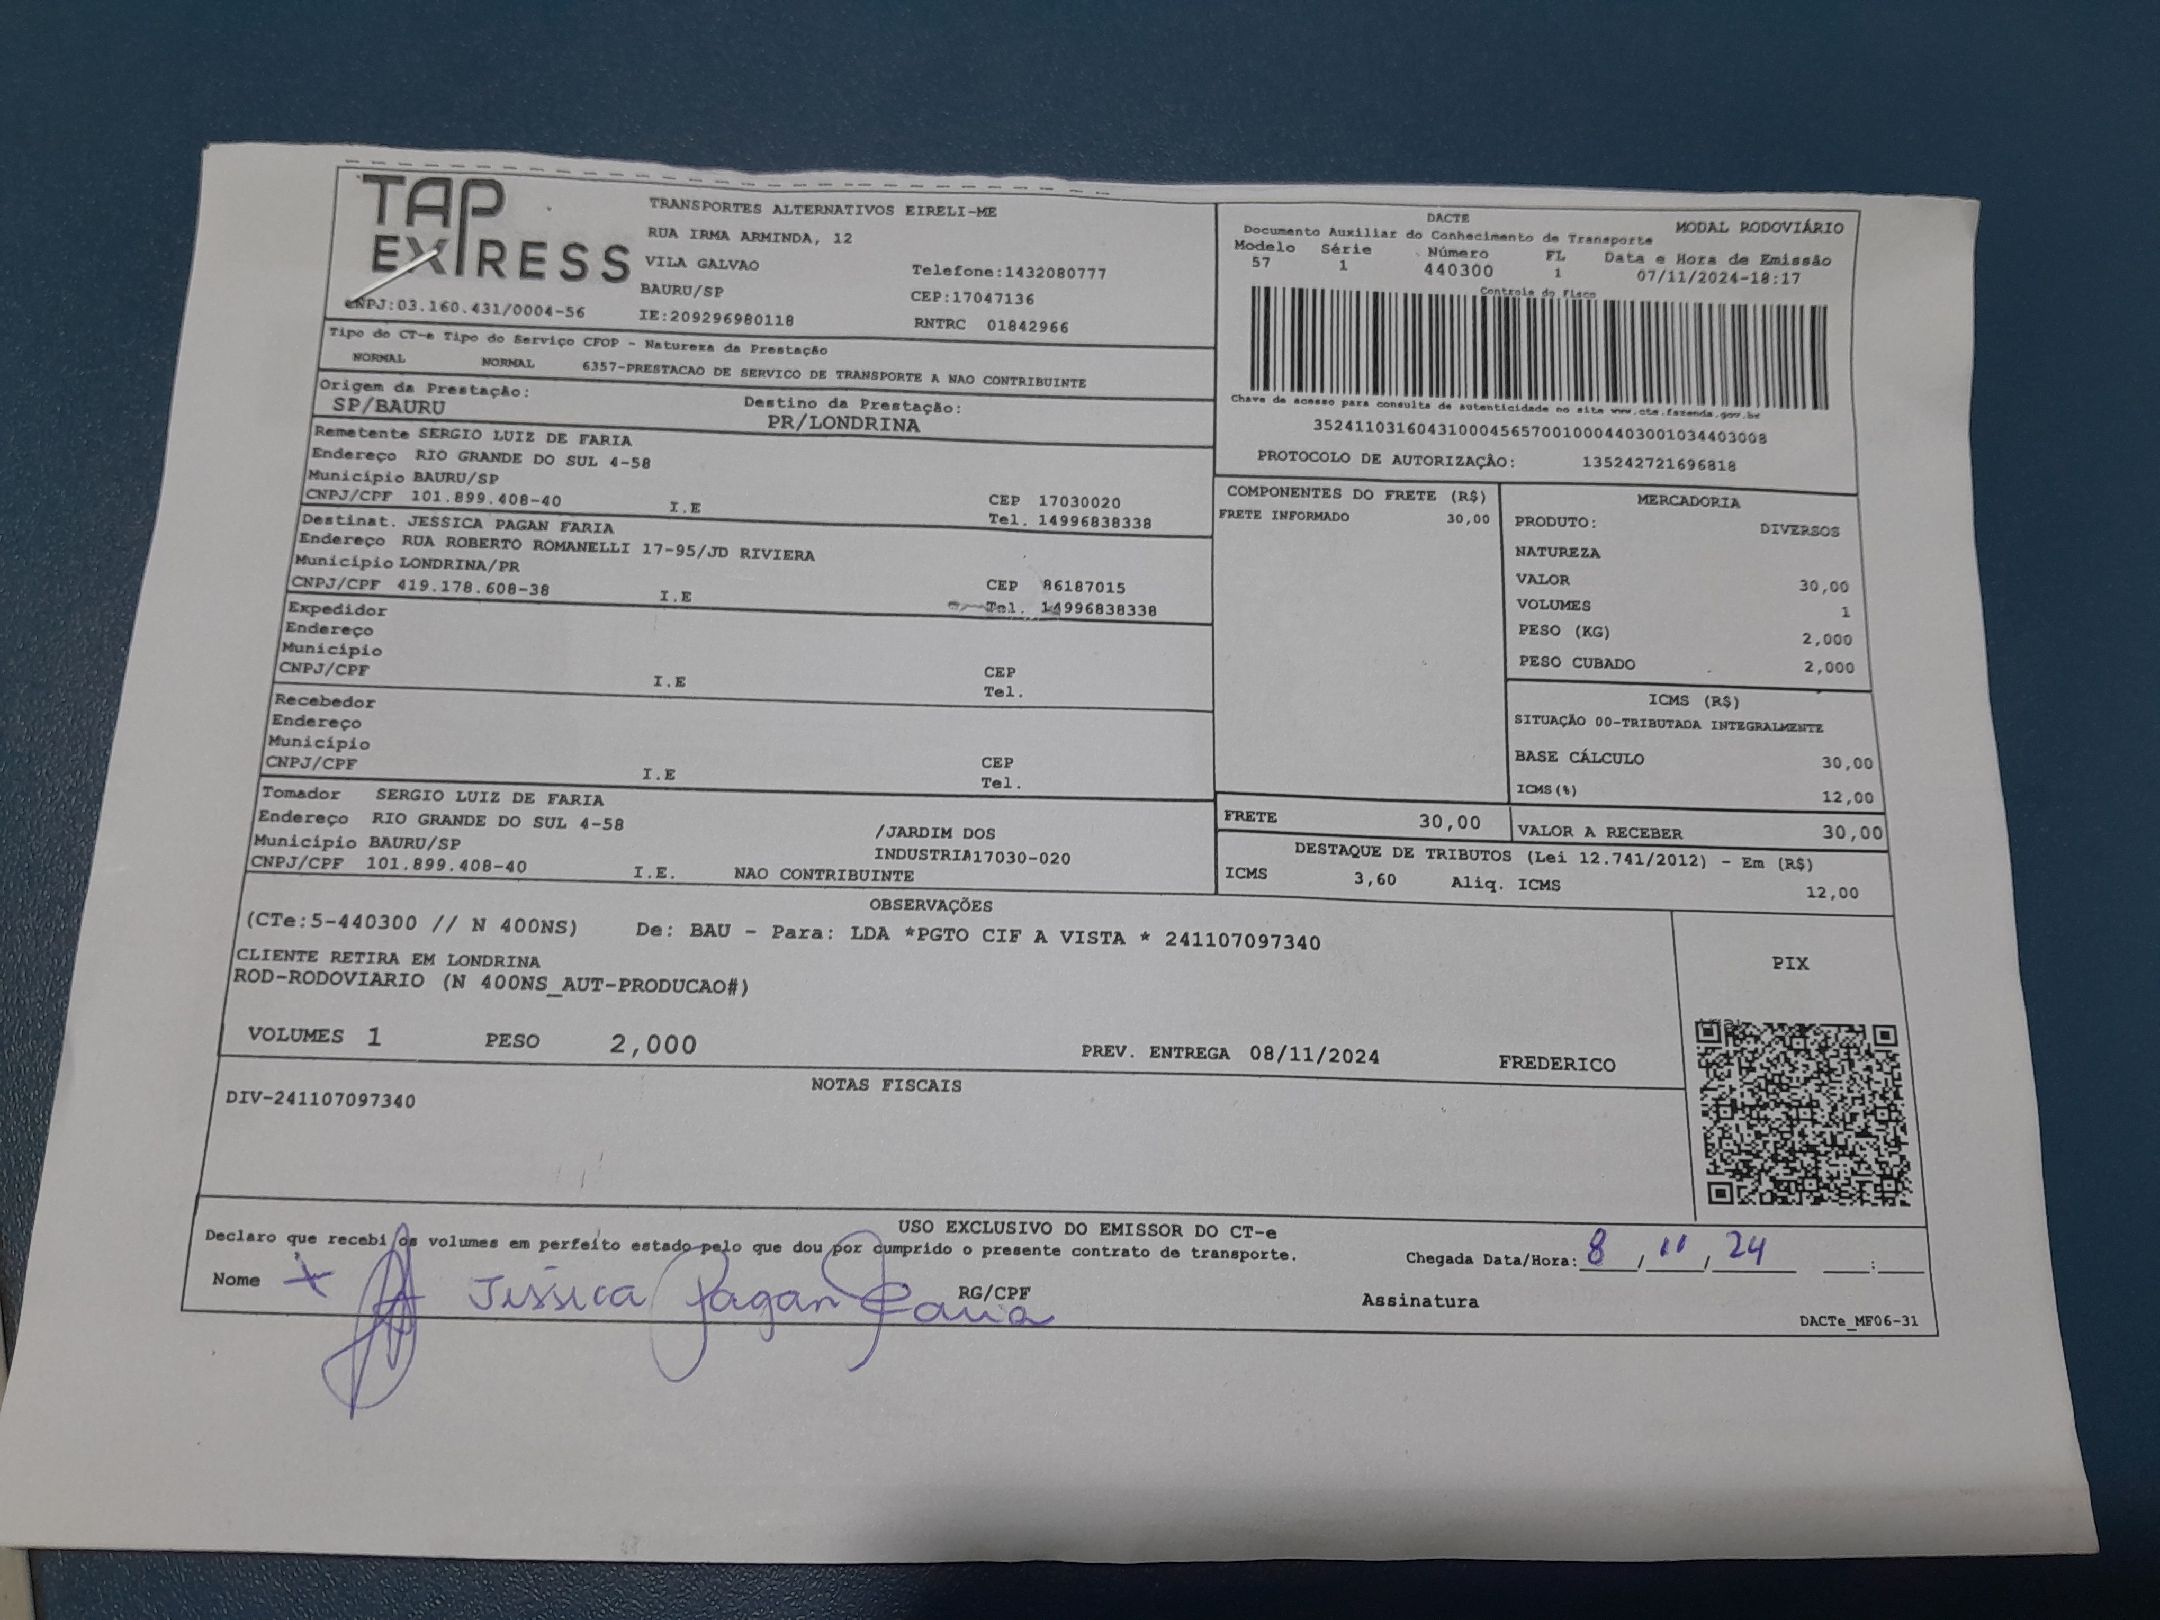 TAP EXPRESS
CNPJ:03.160.431/0004-56
TRANSPORTES ALTERNATIVOS EIRELI-ME
RUA IRMA ARMINDA, 12
VILA GALVAO
Telefone:1432080777
BAURU/SP
CEP:17047136
IE:209296980118
RNTRC 01842966
DACTE
MODAL RODOVIÁRIO
Documento Auxiliar do Conhecimento de Transporte
Modelo Série Número FL Data e Hora de Emissão
57 1 440300 1 07/11/2024-18:17
Controle do Fisco
Chave de acesso para consulta de autenticidade no site www.cte.fazenda.gov.br
35241103160431000456570010004403001034403008
PROTOCOLO DE AUTORIZAÇÃO: 135242721696818
Tipo do CT-e Tipo do Serviço CFOP - Natureza da Prestação
NORMAL NORMAL 6357-PRESTACAO DE SERVICO DE TRANSPORTE A NAO CONTRIBUINTE
Origem da Prestação: Destino da Prestação:
SP/BAURU PR/LONDRINA
Remetente SERGIO LUIZ DE FARIA
Endereço RIO GRANDE DO SUL 4-58
Município BAURU/SP CEP 17030020
CNPJ/CPF 101.899.408-40 I.E Tel. 14996838338
Destinat. JESSICA PAGAN FARIA
Endereço RUA ROBERTO ROMANELLI 17-95/JD RIVIERA
Município LONDRINA/PR CEP 86187015
CNPJ/CPF 419.178.608-38 I.E Tel. 14996838338
Expedidor
Endereço
Município CEP
CNPJ/CPF I.E Tel.
Recebedor
Endereço
Município CEP
CNPJ/CPF I.E Tel.
Tomador SERGIO LUIZ DE FARIA
Endereço RIO GRANDE DO SUL 4-58 /JARDIM DOS
Município BAURU/SP INDUSTRIA17030-020
CNPJ/CPF 101.899.408-40 I.E. NAO CONTRIBUINTE
COMPONENTES DO FRETE (R$)
FRETE INFORMADO 30,00
MERCADORIA
PRODUTO: DIVERSOS
NATUREZA
VALOR 30,00
VOLUMES 1
PESO (KG) 2,000
PESO CUBADO 2,000
ICMS (R$)
SITUAÇÃO 00-TRIBUTADA INTEGRALMENTE
BASE CÁLCULO 30,00
ICMS(%) 12,00
FRETE 30,00 VALOR A RECEBER 30,00
DESTAQUE DE TRIBUTOS (Lei 12.741/2012) - Em (R$)
ICMS 3,60 Aliq. ICMS 12,00
OBSERVAÇÕES
(CTe:5-440300 // N 400NS) De: BAU - Para: LDA *PGTO CIF A VISTA * 241107097340
CLIENTE RETIRA EM LONDRINA
ROD-RODOVIARIO (N 400NS_AUT-PRODUCAO#)
PIX
VOLUMES 1 PESO 2,000 PREV. ENTREGA 08/11/2024 FREDERICO
NOTAS FISCAIS
DIV-241107097340
USO EXCLUSIVO DO EMISSOR DO CT-e
Declaro que recebi os volumes em perfeito estado pelo que dou por cumprido o presente contrato de transporte.
Chegada Data/Hora: 8 / 11 / 24 :
Nome x Jessica Pagan Faria RG/CPF Assinatura
DACTe_MF06-31